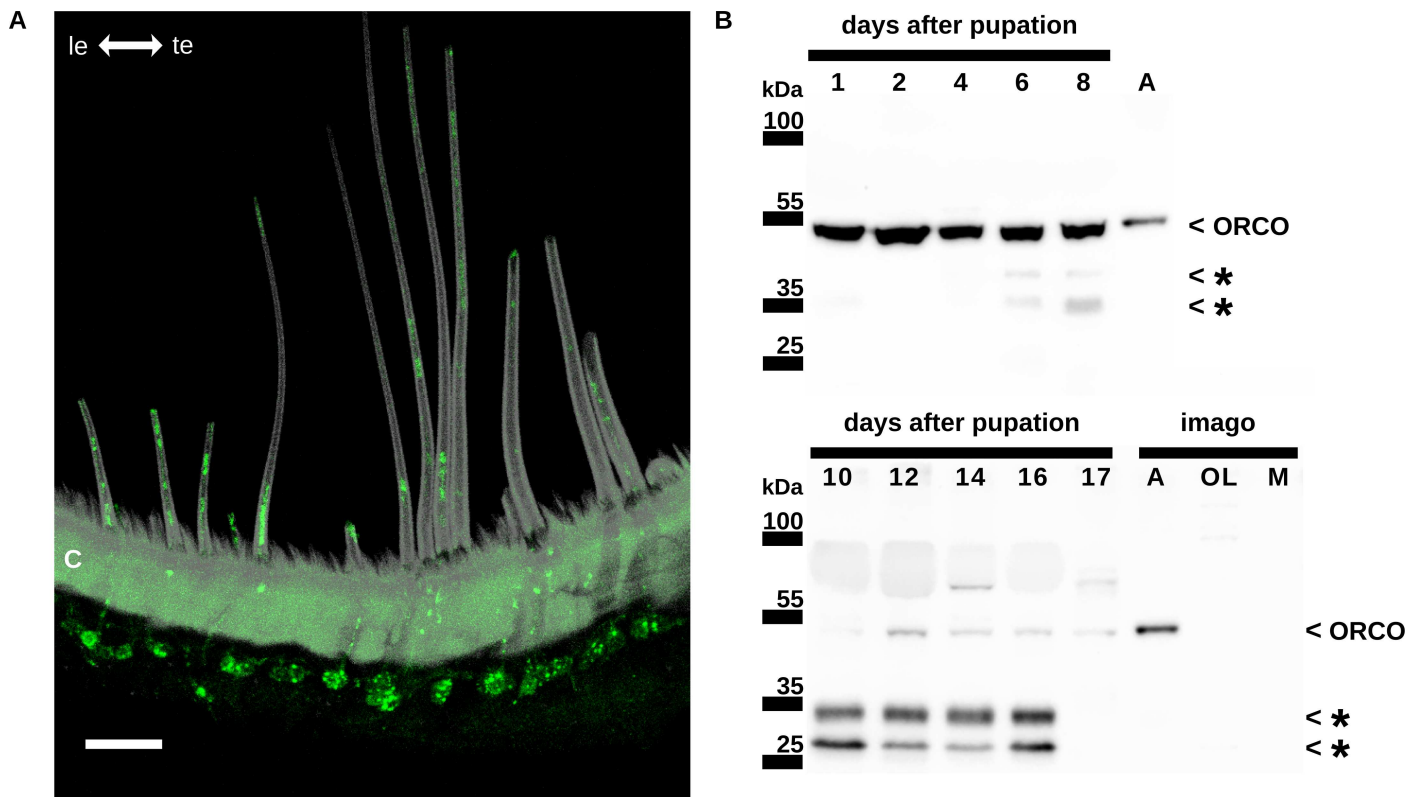 A
le te
C
B
days after pupation
kDa 1 2 4 6 8 A
100
55
< ORCO
< *
35 < *
25
days after pupation imago
kDa 10 12 14 16 17 A OL M
100
55
< ORCO
35
< *
25 < *